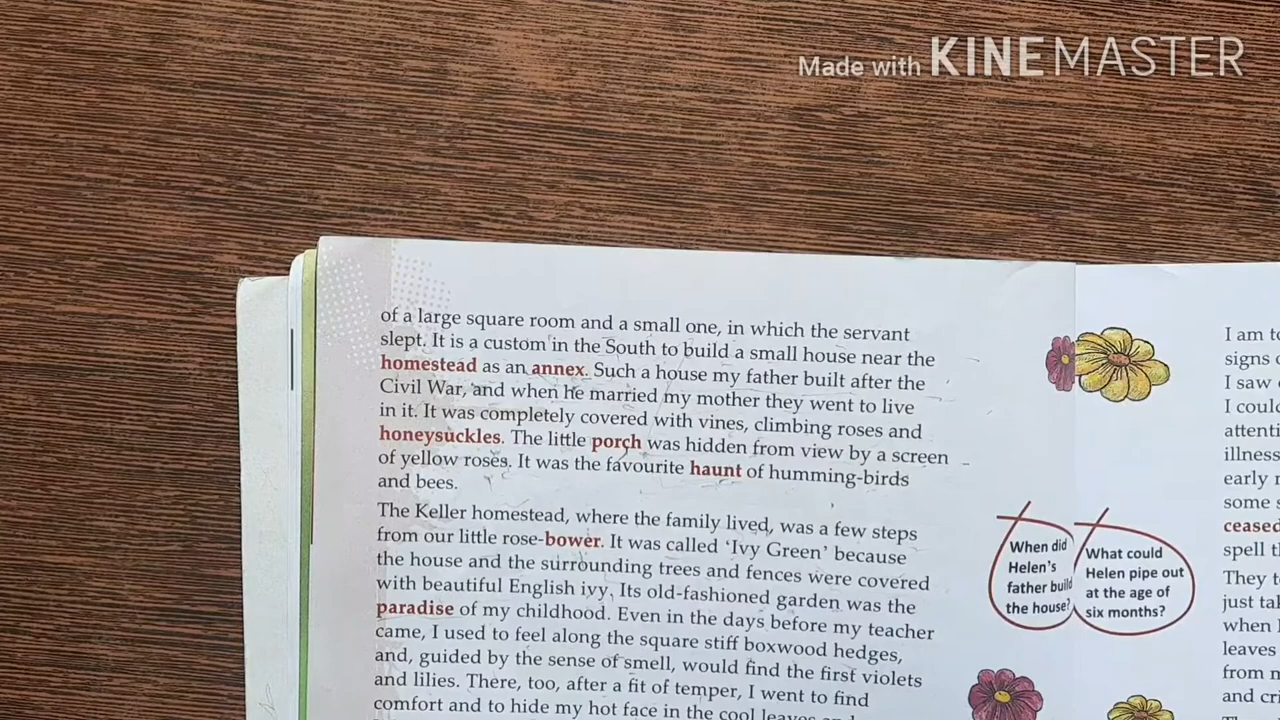 Made with KINEMASTER
of a large square room and a small one, in which the servant
slept. It is a custom in the South to build a small house near the
homestead as an annex. Such a house my father built after the
Civil War, and when he married my mother they went to live
in it. It was completely covered with vines, climbing roses and
honeysuckles. The little porch was hidden from view by a screen
of yellow roses. It was the favourite haunt of humming-birds
and bees.
The Keller homestead, where the family lived, was a few steps
from our little rose-bower. It was called ‘Ivy Green’ because
the house and the surrounding trees and fences were covered
with beautiful English ivy. Its old-fashioned garden was the
paradise of my childhood. Even in the days before my teacher
came, I used to feel along the square stiff boxwood hedges,
and, guided by the sense of smell, would find the first violets
and lilies. There, too, after a fit of temper, I went to find
comfort and to hide my hot face in the cool leaves
When did
Helen's
father build
the house?
What could
Helen pipe out
at the age of
six months?
I am
signs
I saw
I
illness
early
some
ceased
spell
They
just
when
leaves
from
and